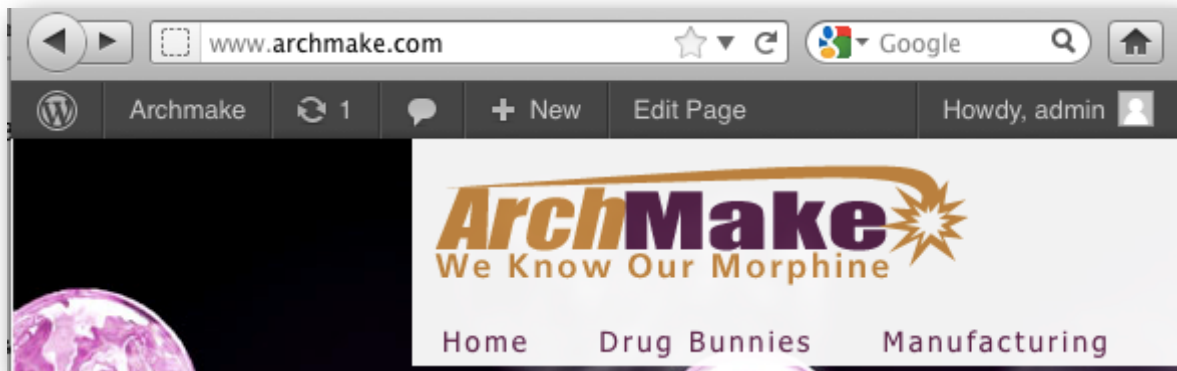 www.archmake.com Google
Archmake 1 New Edit Page Howdy, admin
ArchMake
We Know Our Morphine
Home Drug Bunnies Manufacturing